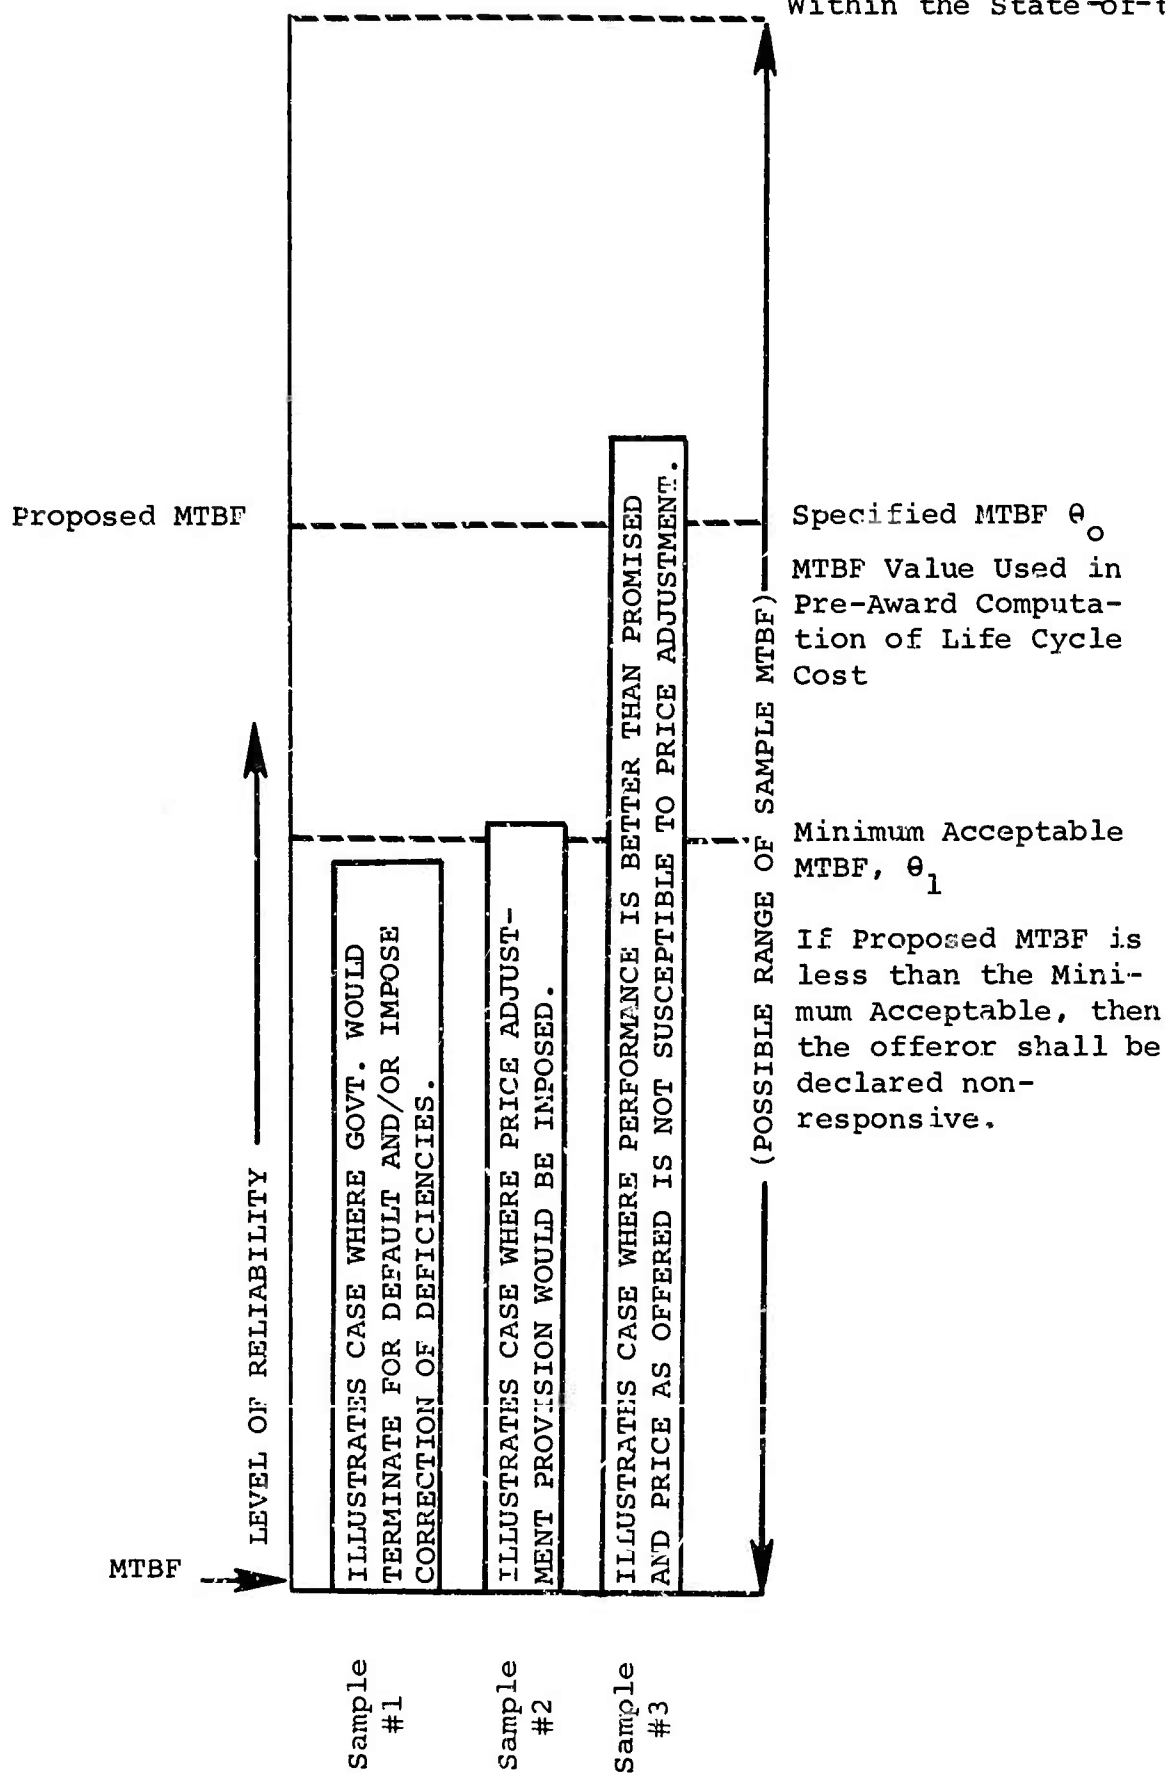 Within the State-of-t
Proposed MTBF
Specified MTBF θo
MTBF Value Used in
Pre-Award Computa-
tion of Life Cycle
Cost
Minimum Acceptable
MTBF, θ1
If Proposed MTBF is
less than the Mini-
mum Acceptable, then
the offeror shall be
declared non-
responsive.
(POSSIBLE RANGE OF SAMPLE MTBF)
LEVEL OF RELIABILITY
MTBF
ILLUSTRATES CASE WHERE GOVT. WOULD
TERMINATE FOR DEFAULT AND/OR IMPOSE
CORRECTION OF DEFICIENCIES.
ILLUSTRATES CASE WHERE PRICE ADJUST-
MENT PROVISION WOULD BE IMPOSED.
ILLUSTRATES CASE WHERE PERFORMANCE IS BETTER THAN PROMISED
AND PRICE AS OFFERED IS NOT SUSCEPTIBLE TO PRICE ADJUSTMENT.
Sample
#1
Sample
#2
Sample
#3